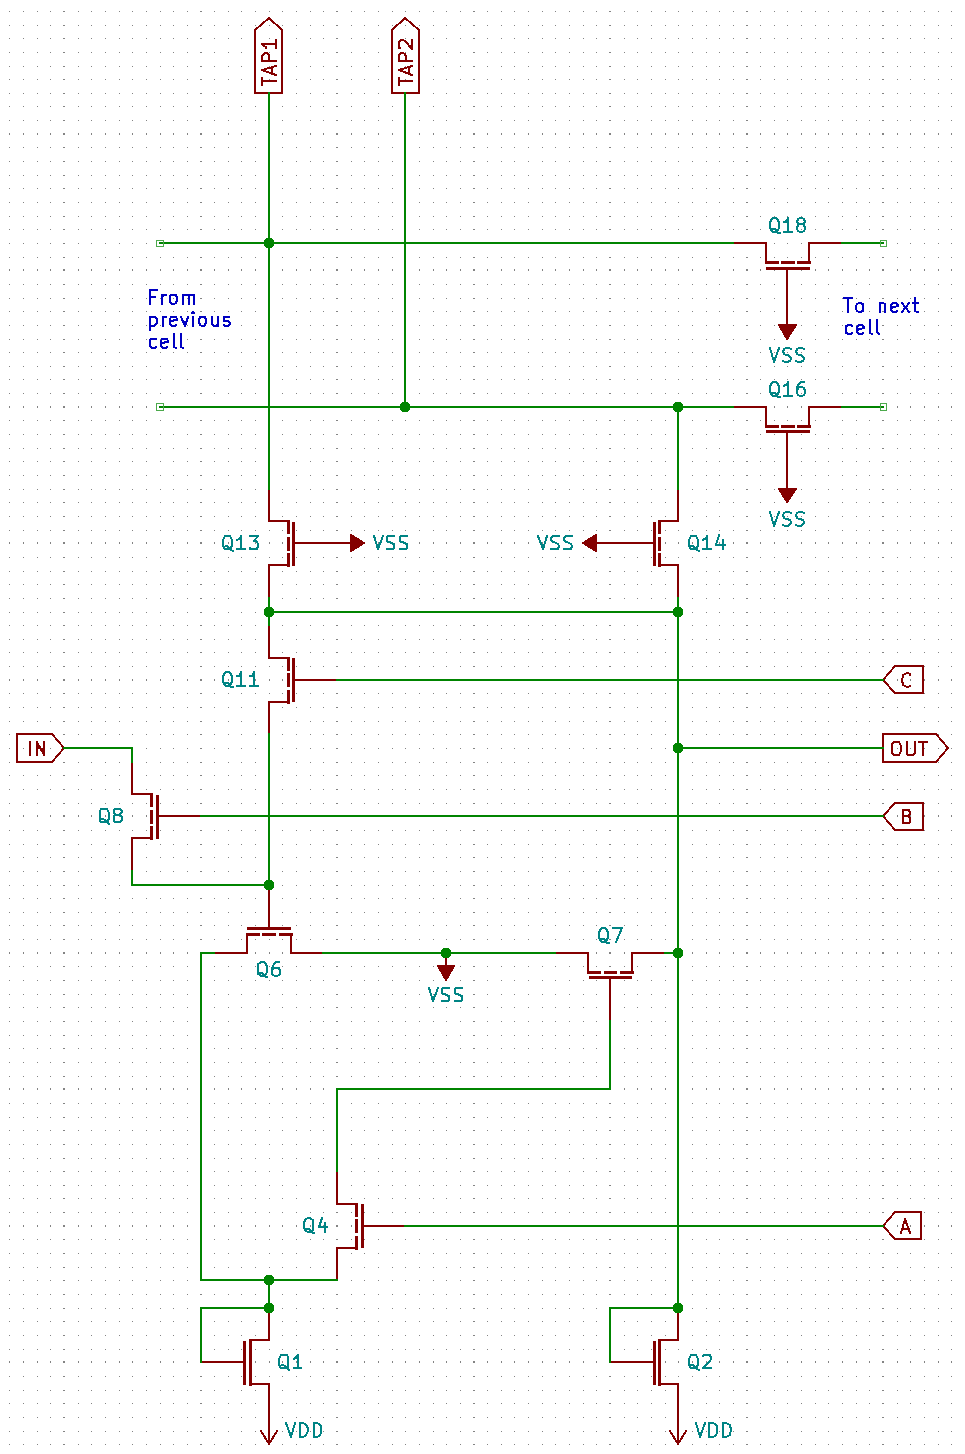 TAP1
TAP2
Q18
From
previous
cell
To next
cell
VSS
Q16
VSS
Q13
VSS
VSS
Q14
Q11
C
IN
OUT
Q8
B
Q7
Q6
VSS
Q4
A
Q1
Q2
VDD
VDD